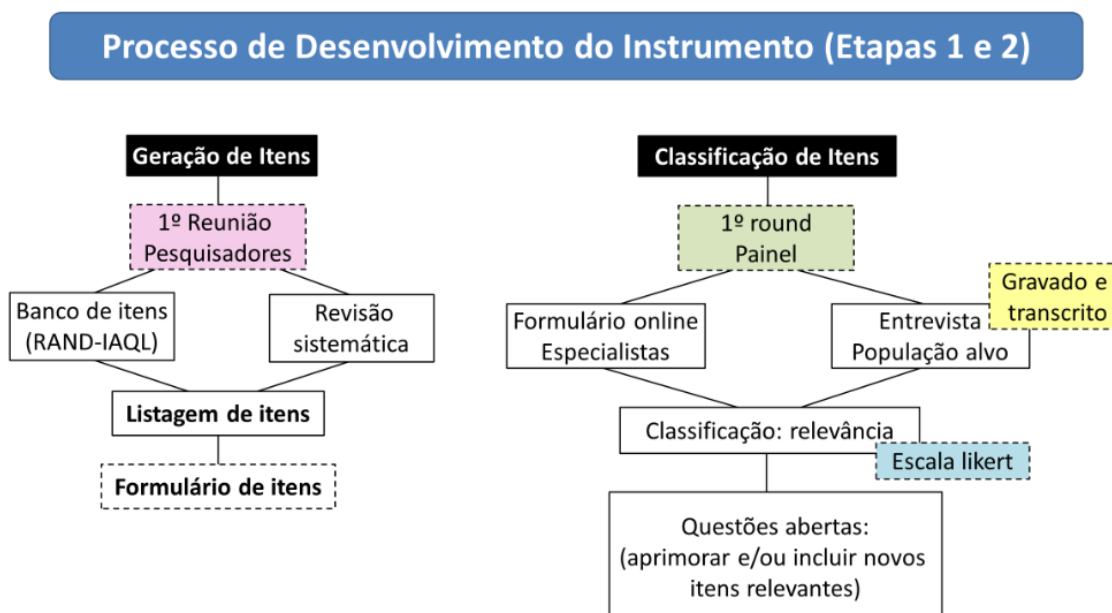 Processo de Desenvolvimento do Instrumento (Etapas 1 e 2)
Geração de Itens
1º Reunião
Pesquisadores
Banco de itens
(RAND-IAQL)
Revisão
sistemática
Listagem de itens
Formulário de itens
Classificação de Itens
1º round
Painel
Formulário online
Especialistas
Entrevista
População alvo
Gravado e
transcrito
Classificação: relevância
Escala likert
Questões abertas:
(aprimorar e/ou incluir novos
itens relevantes)